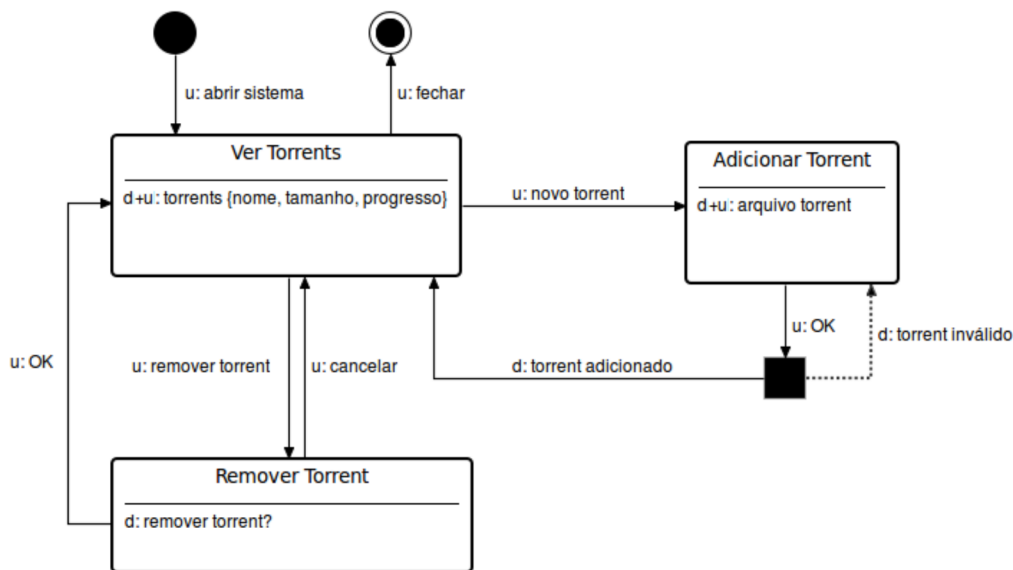 u: abrir sistema
u: fechar
Ver Torrents
d+u: torrents {nome, tamanho, progresso}
u: novo torrent
Adicionar Torrent
d+u: arquivo torrent
u: OK
d: torrent inválido
u: OK
u: remover torrent
u: cancelar
d: torrent adicionado
Remover Torrent
d: remover torrent?